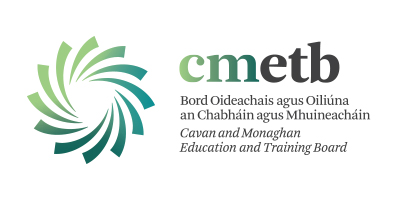 cmetb
Bord Oideachais agus Oiliúna
an Chabháin agus Mhuineacháin
Cavan and Monaghan
Education and Training Board